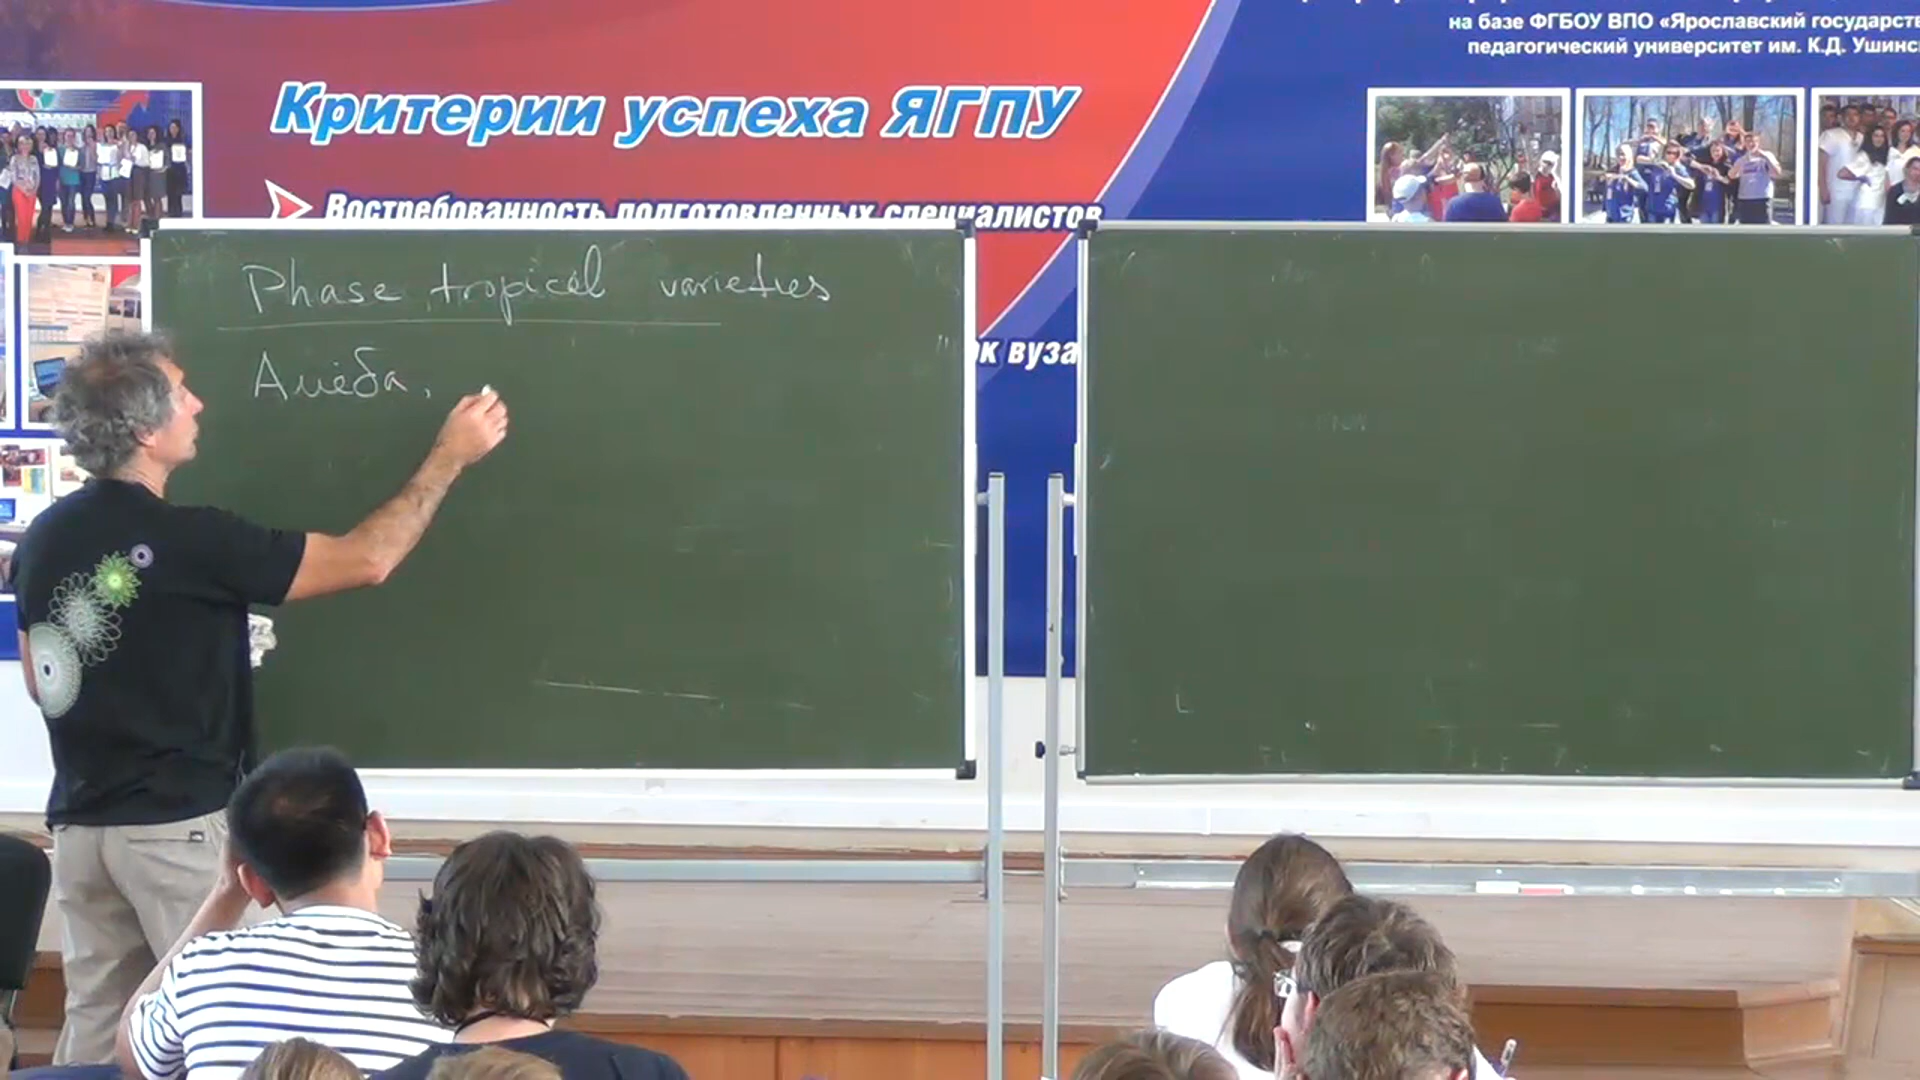 на базе ФГБОУ ВПО «Ярославский государств
педагогический университет им. К.Д. Ушинс
Критерии успеха ЯГПУ
Востребованность подготовленных специалистов
к вуза
Phase tropical varieties
Амёба,